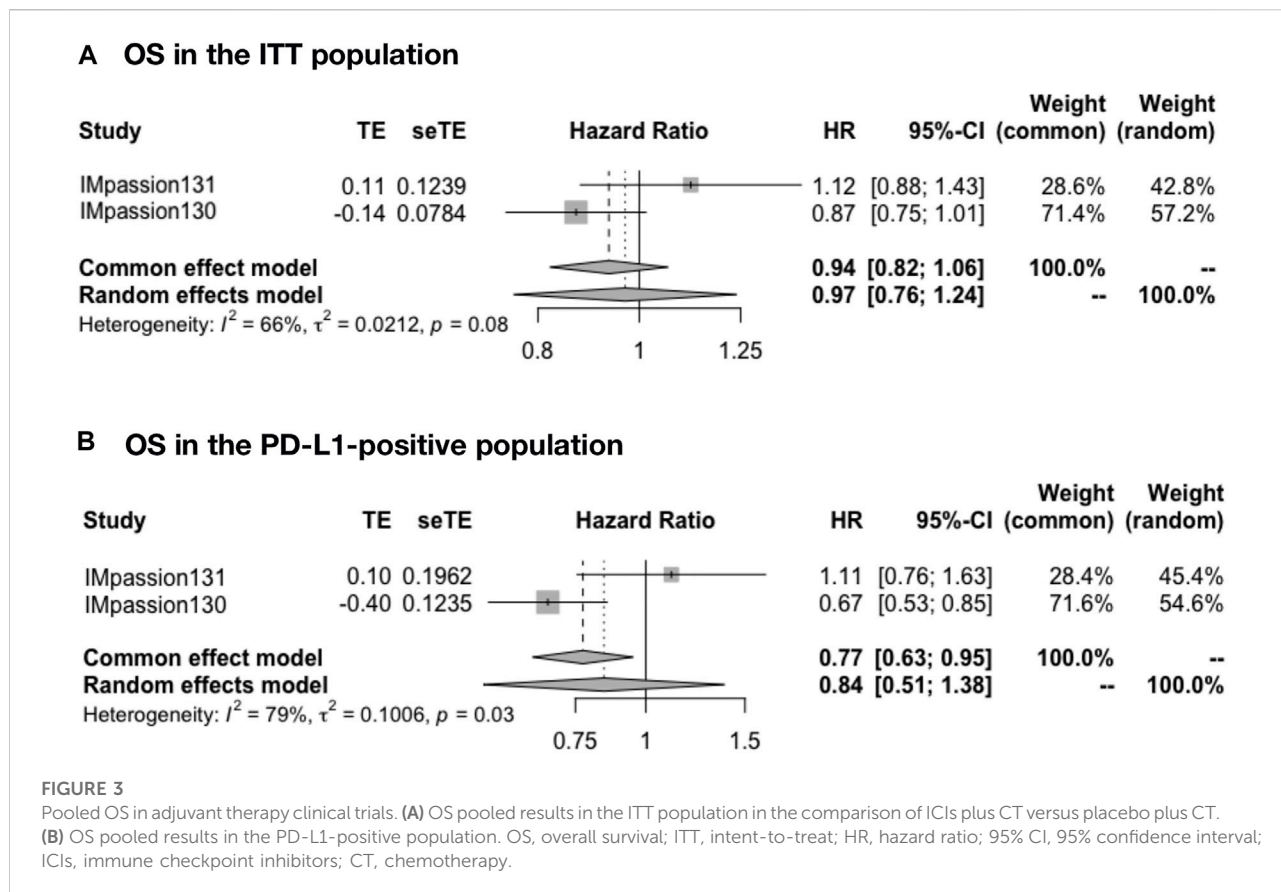 A OS in the ITT population
Weight Weight
Study TE seTE Hazard Ratio HR 95%-CI (common) (random)
IMpassion131 0.11 0.1239 1.12 [0.88; 1.43] 28.6% 42.8%
IMpassion130 -0.14 0.0784 0.87 [0.75; 1.01] 71.4% 57.2%
Common effect model 0.94 [0.82; 1.06] 100.0% --
Random effects model 0.97 [0.76; 1.24] -- 100.0%
Heterogeneity: I² = 66%, τ² = 0.0212, p = 0.08
0.8 1 1.25
B OS in the PD-L1-positive population
Weight Weight
Study TE seTE Hazard Ratio HR 95%-CI (common) (random)
IMpassion131 0.10 0.1962 1.11 [0.76; 1.63] 28.4% 45.4%
IMpassion130 -0.40 0.1235 0.67 [0.53; 0.85] 71.6% 54.6%
Common effect model 0.77 [0.63; 0.95] 100.0% --
Random effects model 0.84 [0.51; 1.38] -- 100.0%
Heterogeneity: I² = 79%, τ² = 0.1006, p = 0.03
0.75 1 1.5
FIGURE 3
Pooled OS in adjuvant therapy clinical trials. (A) OS pooled results in the ITT population in the comparison of ICIs plus CT versus placebo plus CT.
(B) OS pooled results in the PD-L1-positive population. OS, overall survival; ITT, intent-to-treat; HR, hazard ratio; 95% CI, 95% confidence interval;
ICIs, immune checkpoint inhibitors; CT, chemotherapy.